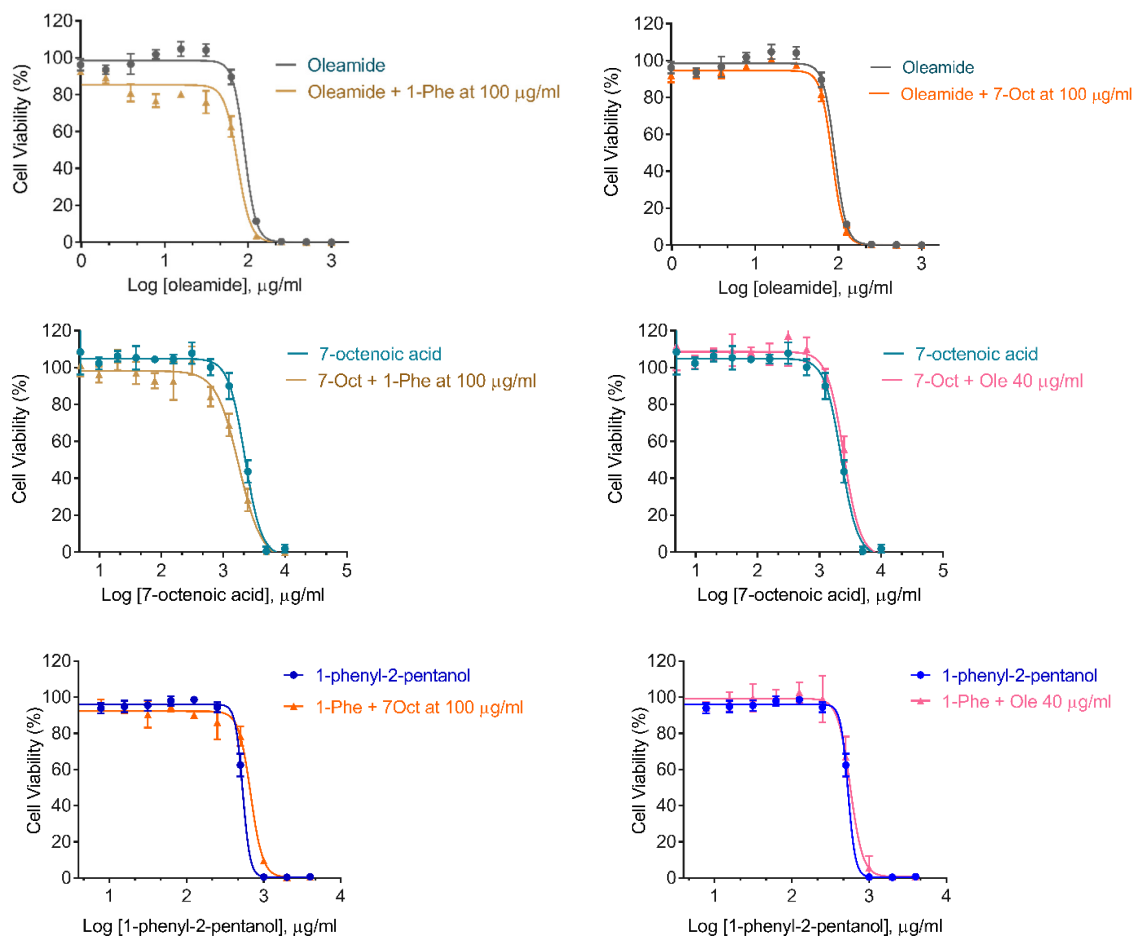 120
100
80
60
40
20
0
Cell Viability (%)
Oleamide
Oleamide + 1-Phe at 100 μg/ml
0 1 2 3
Log [oleamide], μg/ml
120
100
80
60
40
20
0
Cell Viability (%)
Oleamide
Oleamide + 7-Oct at 100 μg/ml
0 1 2 3
Log [oleamide], μg/ml
120
100
80
60
40
20
0
Cell Viability (%)
7-octenoic acid
7-Oct + 1-Phe at 100 μg/ml
1 2 3 4 5
Log [7-octenoic acid], μg/ml
120
100
80
60
40
20
0
Cell Viability (%)
7-octenoic acid
7-Oct + Ole 40 μg/ml
1 2 3 4 5
Log [7-octenoic acid], μg/ml
120
100
80
60
40
20
0
Cell Viability (%)
1-phenyl-2-pentanol
1-Phe + 7Oct at 100 μg/ml
1 2 3 4
Log [1-phenyl-2-pentanol], μg/ml
120
100
80
60
40
20
0
Cell Viability (%)
1-phenyl-2-pentanol
1-Phe + Ole 40 μg/ml
1 2 3 4
Log [1-phenyl-2-pentanol], μg/ml